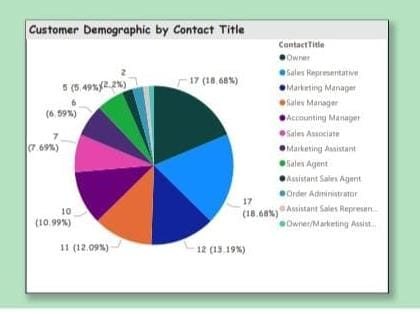 Customer Demographic by Contact Title
ContactTitle
Owner
Sales Representative
Marketing Manager
Sales Manager
Accounting Manager
Sales Associate
Marketing Assistant
Sales Agent
Assistant Sales Agent
Order Administrator
Assistant Sales Represen...
Owner/Marketing Assist...
17 (18.68%)
17
(18.68%)
12 (13.19%)
11 (12.09%)
10
(10.99%)
7
(7.69%)
6
(6.59%)
5 (5.49%)
2
(2.2%)